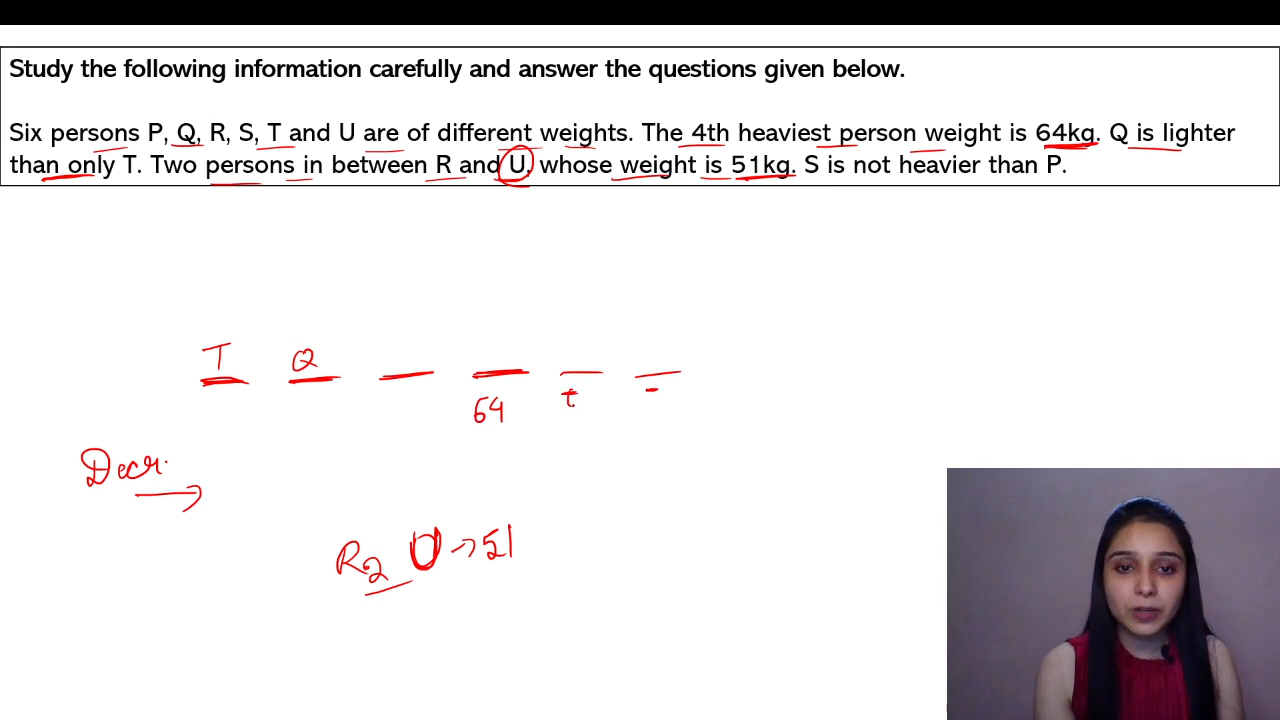 Study the following information carefully and answer the questions given below.
Six persons P, Q, R, S, T and U are of different weights. The 4th heaviest person weight is 64kg. Q is lighter
than only T. Two persons in between R and U, whose weight is 51kg. S is not heavier than P.
T Q
64
Decr.
R 2 U → 51